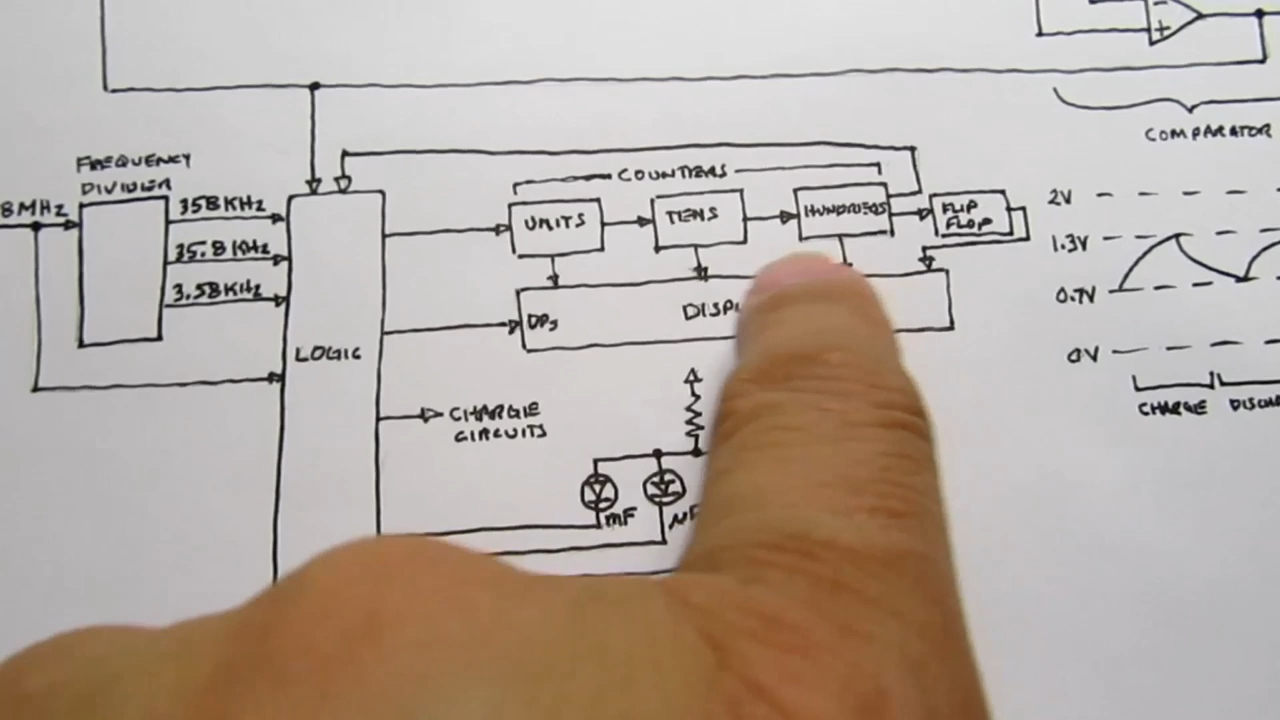 COMPARATOR
FREQUENCY
DIVIDER
8MHz
358KHz
35.8KHz
3.58KHz
LOGIC
COUNTERS
UNITS
TENS
HUNDREDS
FLIP
FLOP
DPs
CHARGE
CIRCUITS
mF
2V
1.3V
0.7V
0V
CHARGE